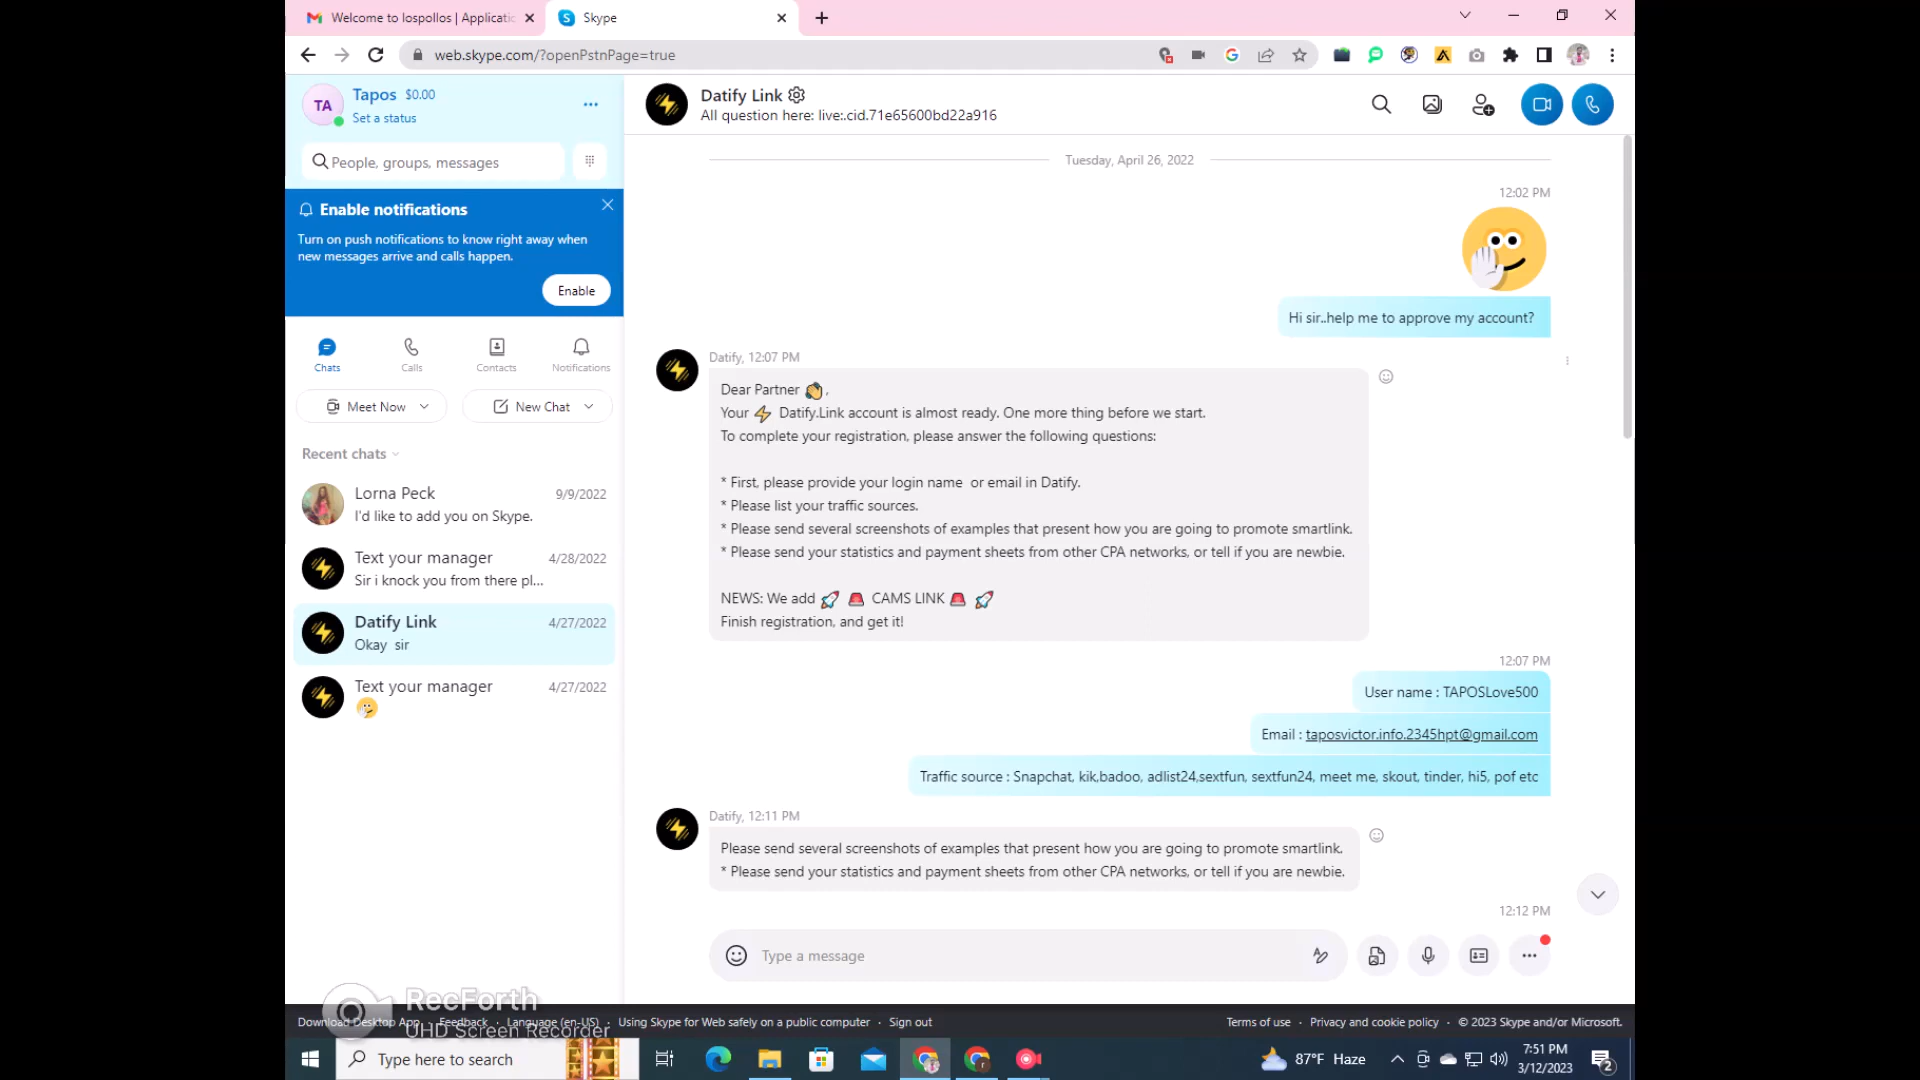 Welcome to lospollos | Applicatic
Skype
web.skype.com/?openPstnPage=true
TA
Tapos $0.00
Set a status
People, groups, messages
Enable notifications
Turn on push notifications to know right away when
new messages arrive and calls happen.
Enable
Chats
Calls
Contacts
Notifications
Meet Now
New Chat
Recent chats
Lorna Peck 9/9/2022
I'd like to add you on Skype.
Text your manager 4/28/2022
Sir i knock you from there pl...
Datify Link 4/27/2022
Okay sir
Text your manager 4/27/2022
Datify Link
All question here: live:.cid.71e65600bd22a916
Tuesday, April 26, 2022
12:02 PM
Hi sir..help me to approve my account?
Datify, 12:07 PM
Dear Partner ,
Your Datify.Link account is almost ready. One more thing before we start.
To complete your registration, please answer the following questions:
* First, please provide your login name or email in Datify.
* Please list your traffic sources.
* Please send several screenshots of examples that present how you are going to promote smartlink.
* Please send your statistics and payment sheets from other CPA networks, or tell if you are newbie.
NEWS: We add CAMS LINK
Finish registration, and get it!
12:07 PM
User name : TAPOSLove500
Email : taposvictor.info.2345hpt@gmail.com
Traffic source : Snapchat, kik,badoo, adlist24,sextfun, sextfun24, meet me, skout, tinder, hi5, pof etc
Datify, 12:11 PM
Please send several screenshots of examples that present how you are going to promote smartlink.
* Please send your statistics and payment sheets from other CPA networks, or tell if you are newbie.
12:12 PM
Type a message
RecForth
UHD Screen Recorder
Download Desktop App · Feedback · Language (en-US) · Using Skype for Web safely on a public computer · Sign out
Terms of use · Privacy and cookie policy · © 2023 Skype and/or Microsoft.
Type here to search
87°F Haze
7:51 PM
3/12/2023
2